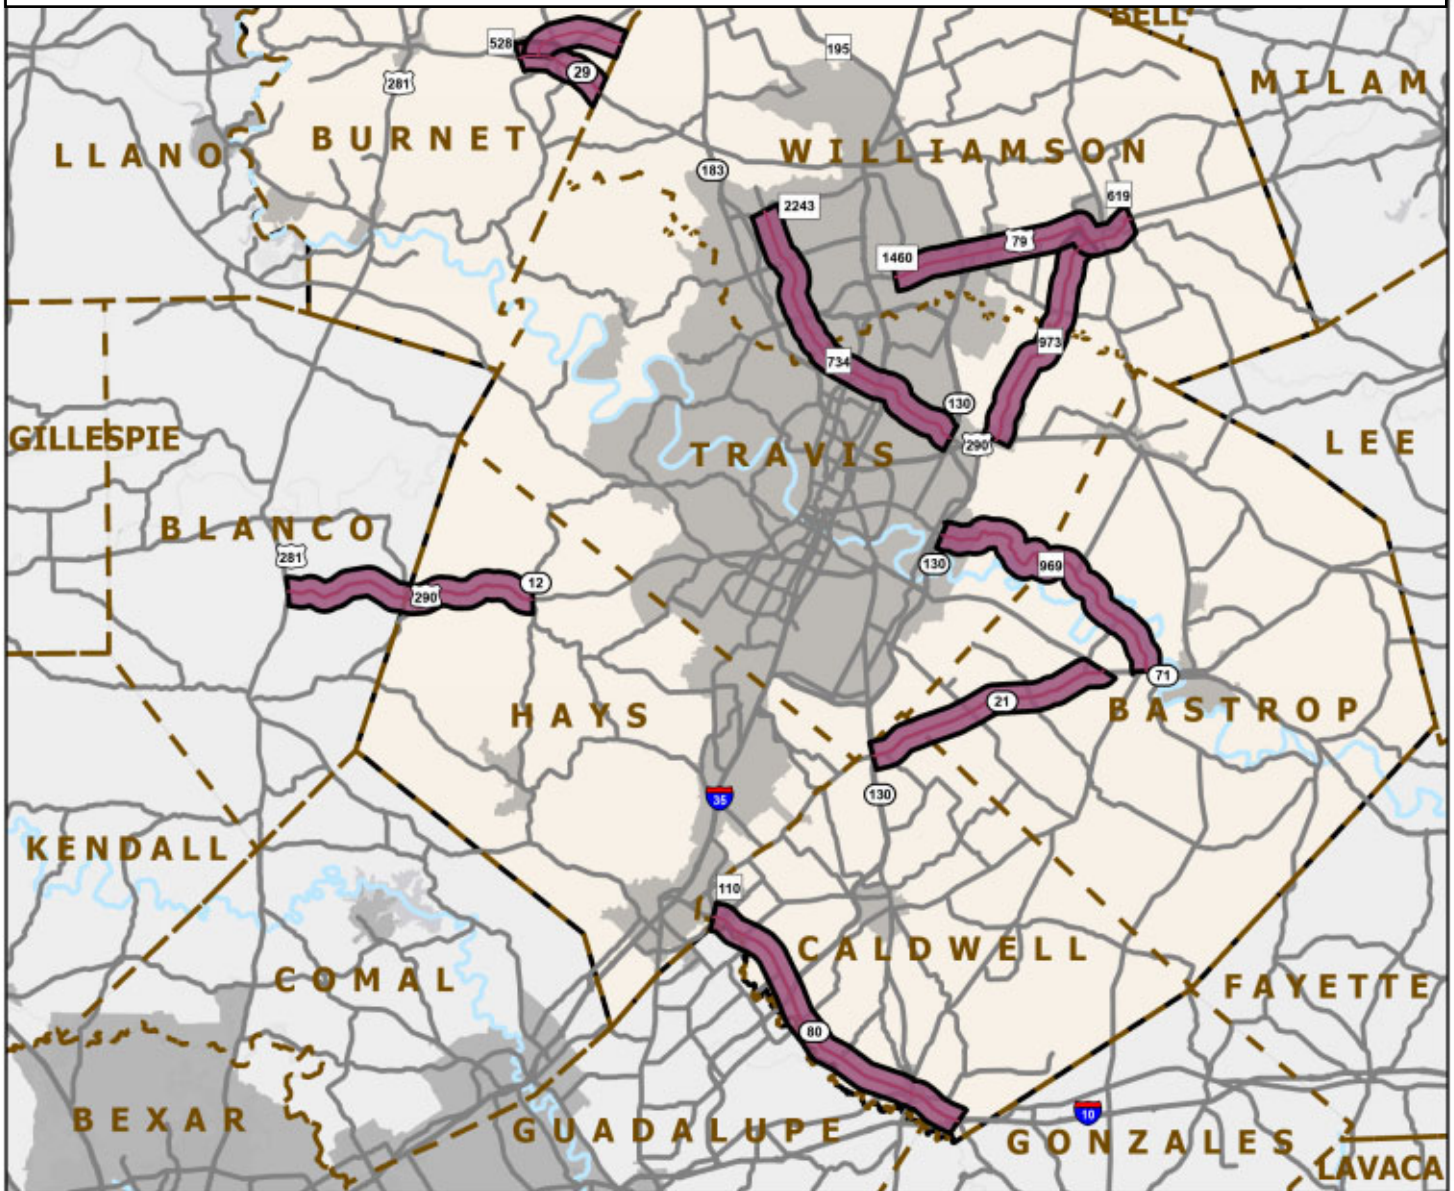 BELL
528
195
29
281
MILAM
BURNET
LLANO
WILLIAMSON
183
619
2243
79
1460
973
734
130
GILLESPIE
290
LEE
TRAVIS
BLANCO
281
130
969
12
290
71
21
BASTROP
HAYS
130
35
KENDALL
110
CALDWELL
COMAL
FAYETTE
80
BEXAR
10
GUADALUPE
GONZALES
LAVACA